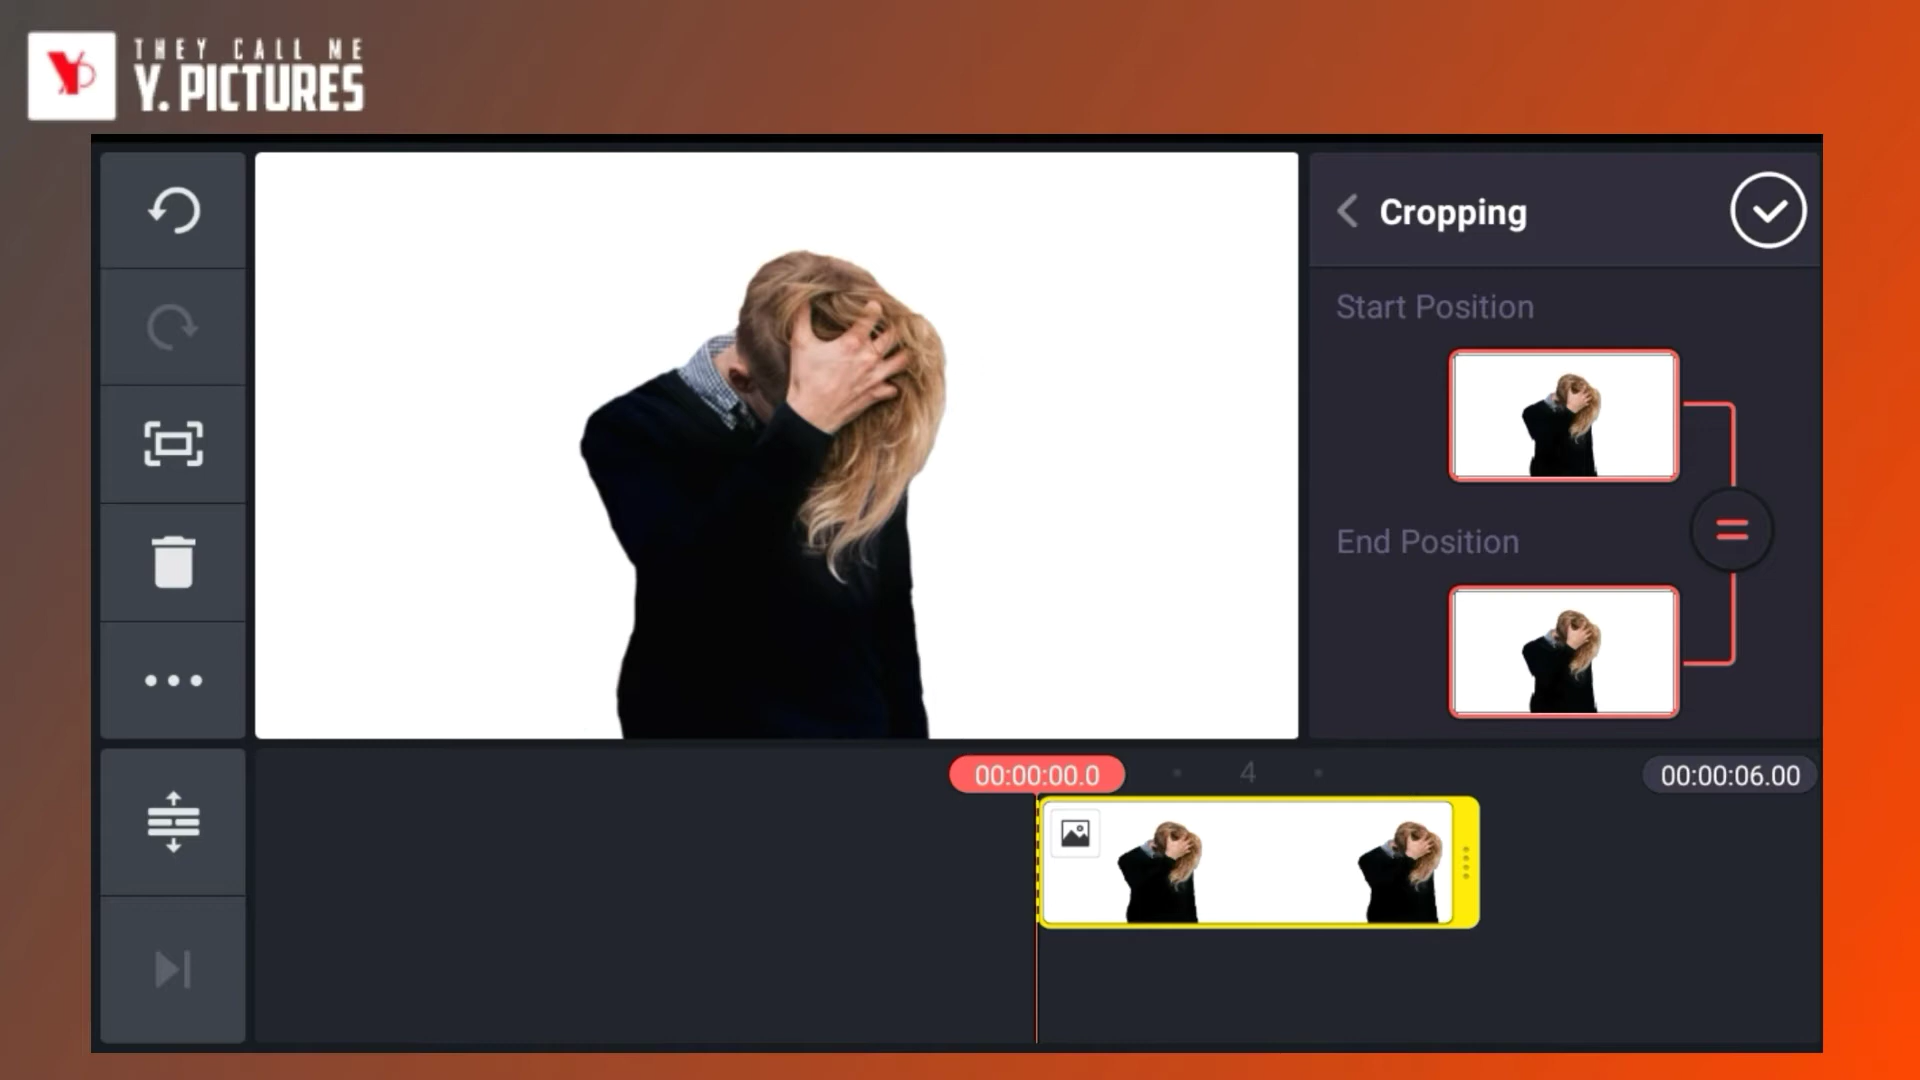 THEY CALL ME
Y. PICTURES
Cropping
Start Position
End Position
00:00:00.0
4
00:00:06.00